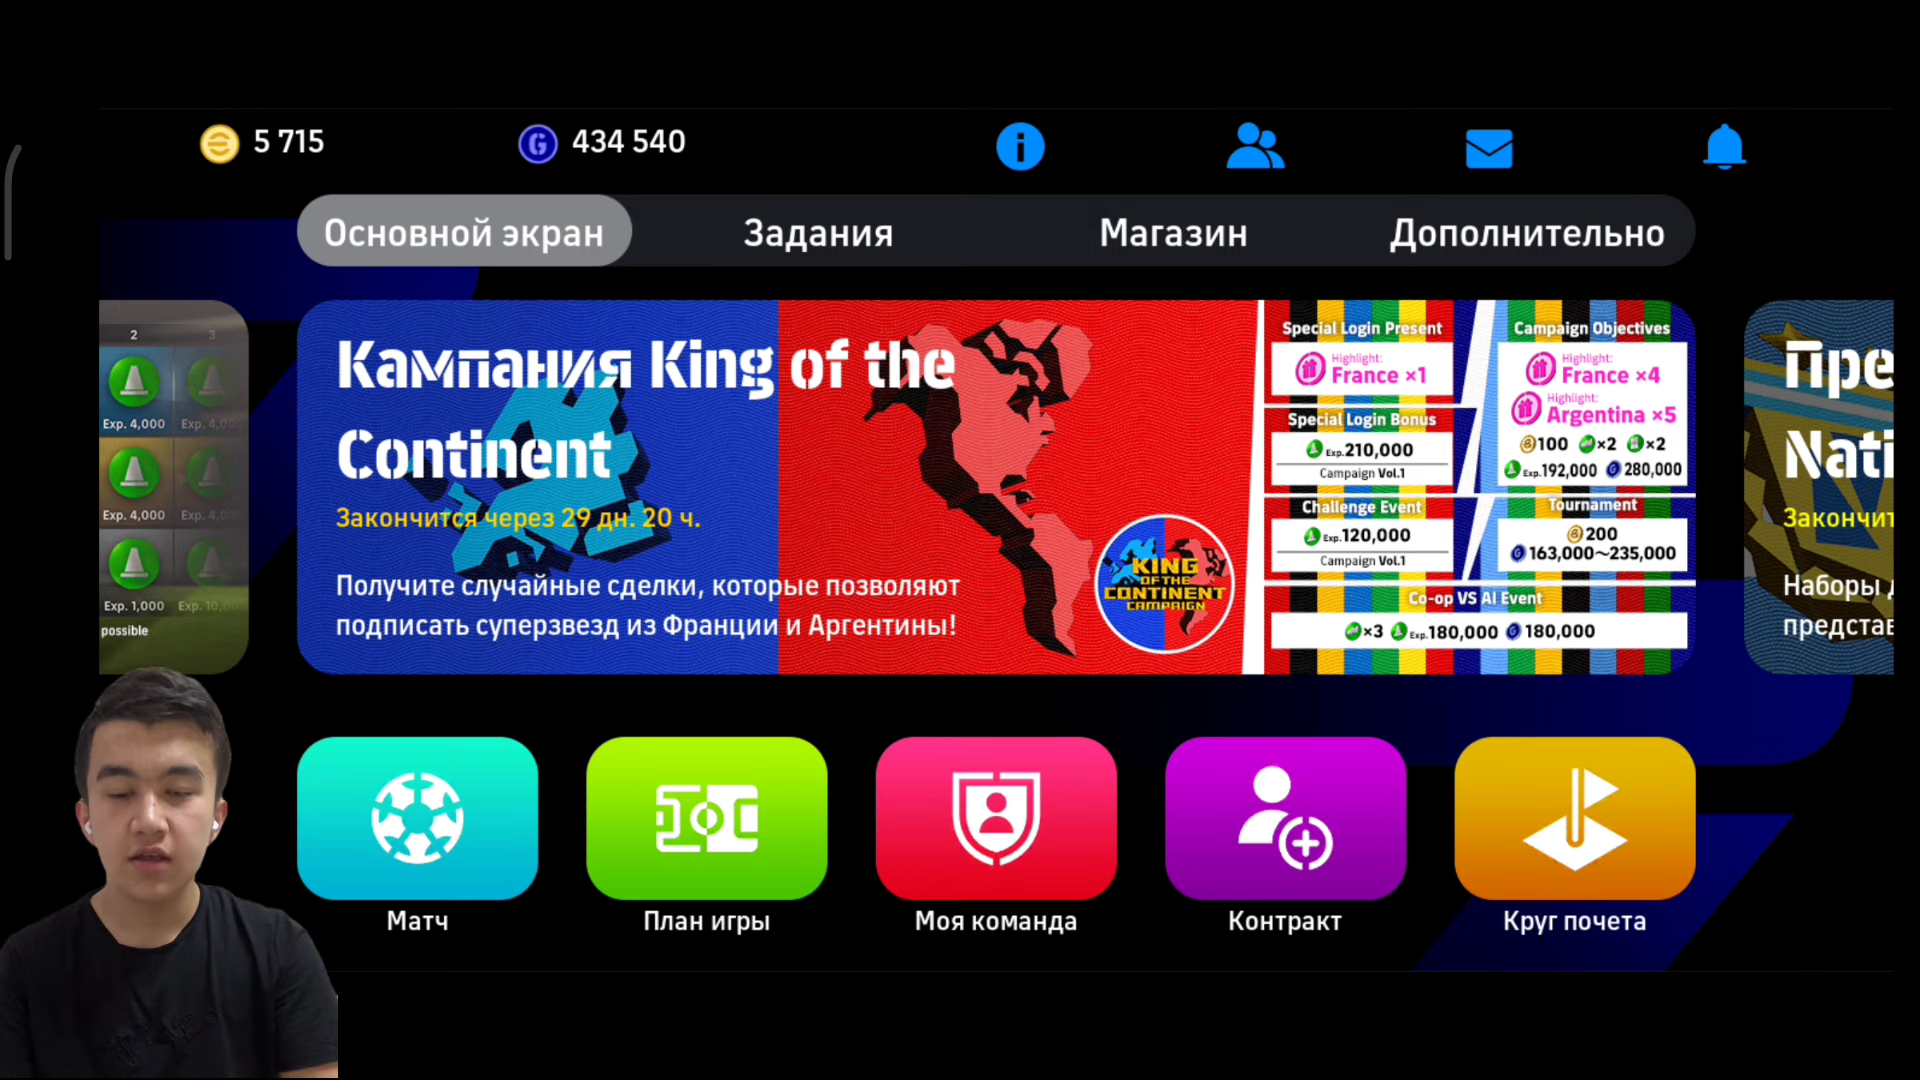 5 715
434 540
Основной экран
Задания
Магазин
Дополнительно
2
3
Exp. 4,000
Exp. 4,000
Exp. 4,000
Exp. 1,000
possible
Кампания King of the
Continent
Закончится через 29 дн. 20 ч.
Получите случайные сделки, которые позволяют
подписать суперзвезд из Франции и Аргентины!
KING
OF THE
CONTINENT
CAMPAIGN
Special Login Present
Highlight:
France ×1
Special Login Bonus
Exp.210,000
Campaign Vol.1
Challenge Event
Exp.120,000
Campaign Vol.1
Campaign Objectives
Highlight:
France ×4
Highlight:
Argentina ×5
100 ×2 ×2
Exp.192,000 280,000
Tournament
200
163,000~235,000
Co-op VS AI Event
×3 Exp.180,000 180,000
Матч
План игры
Моя команда
Контракт
Круг почета